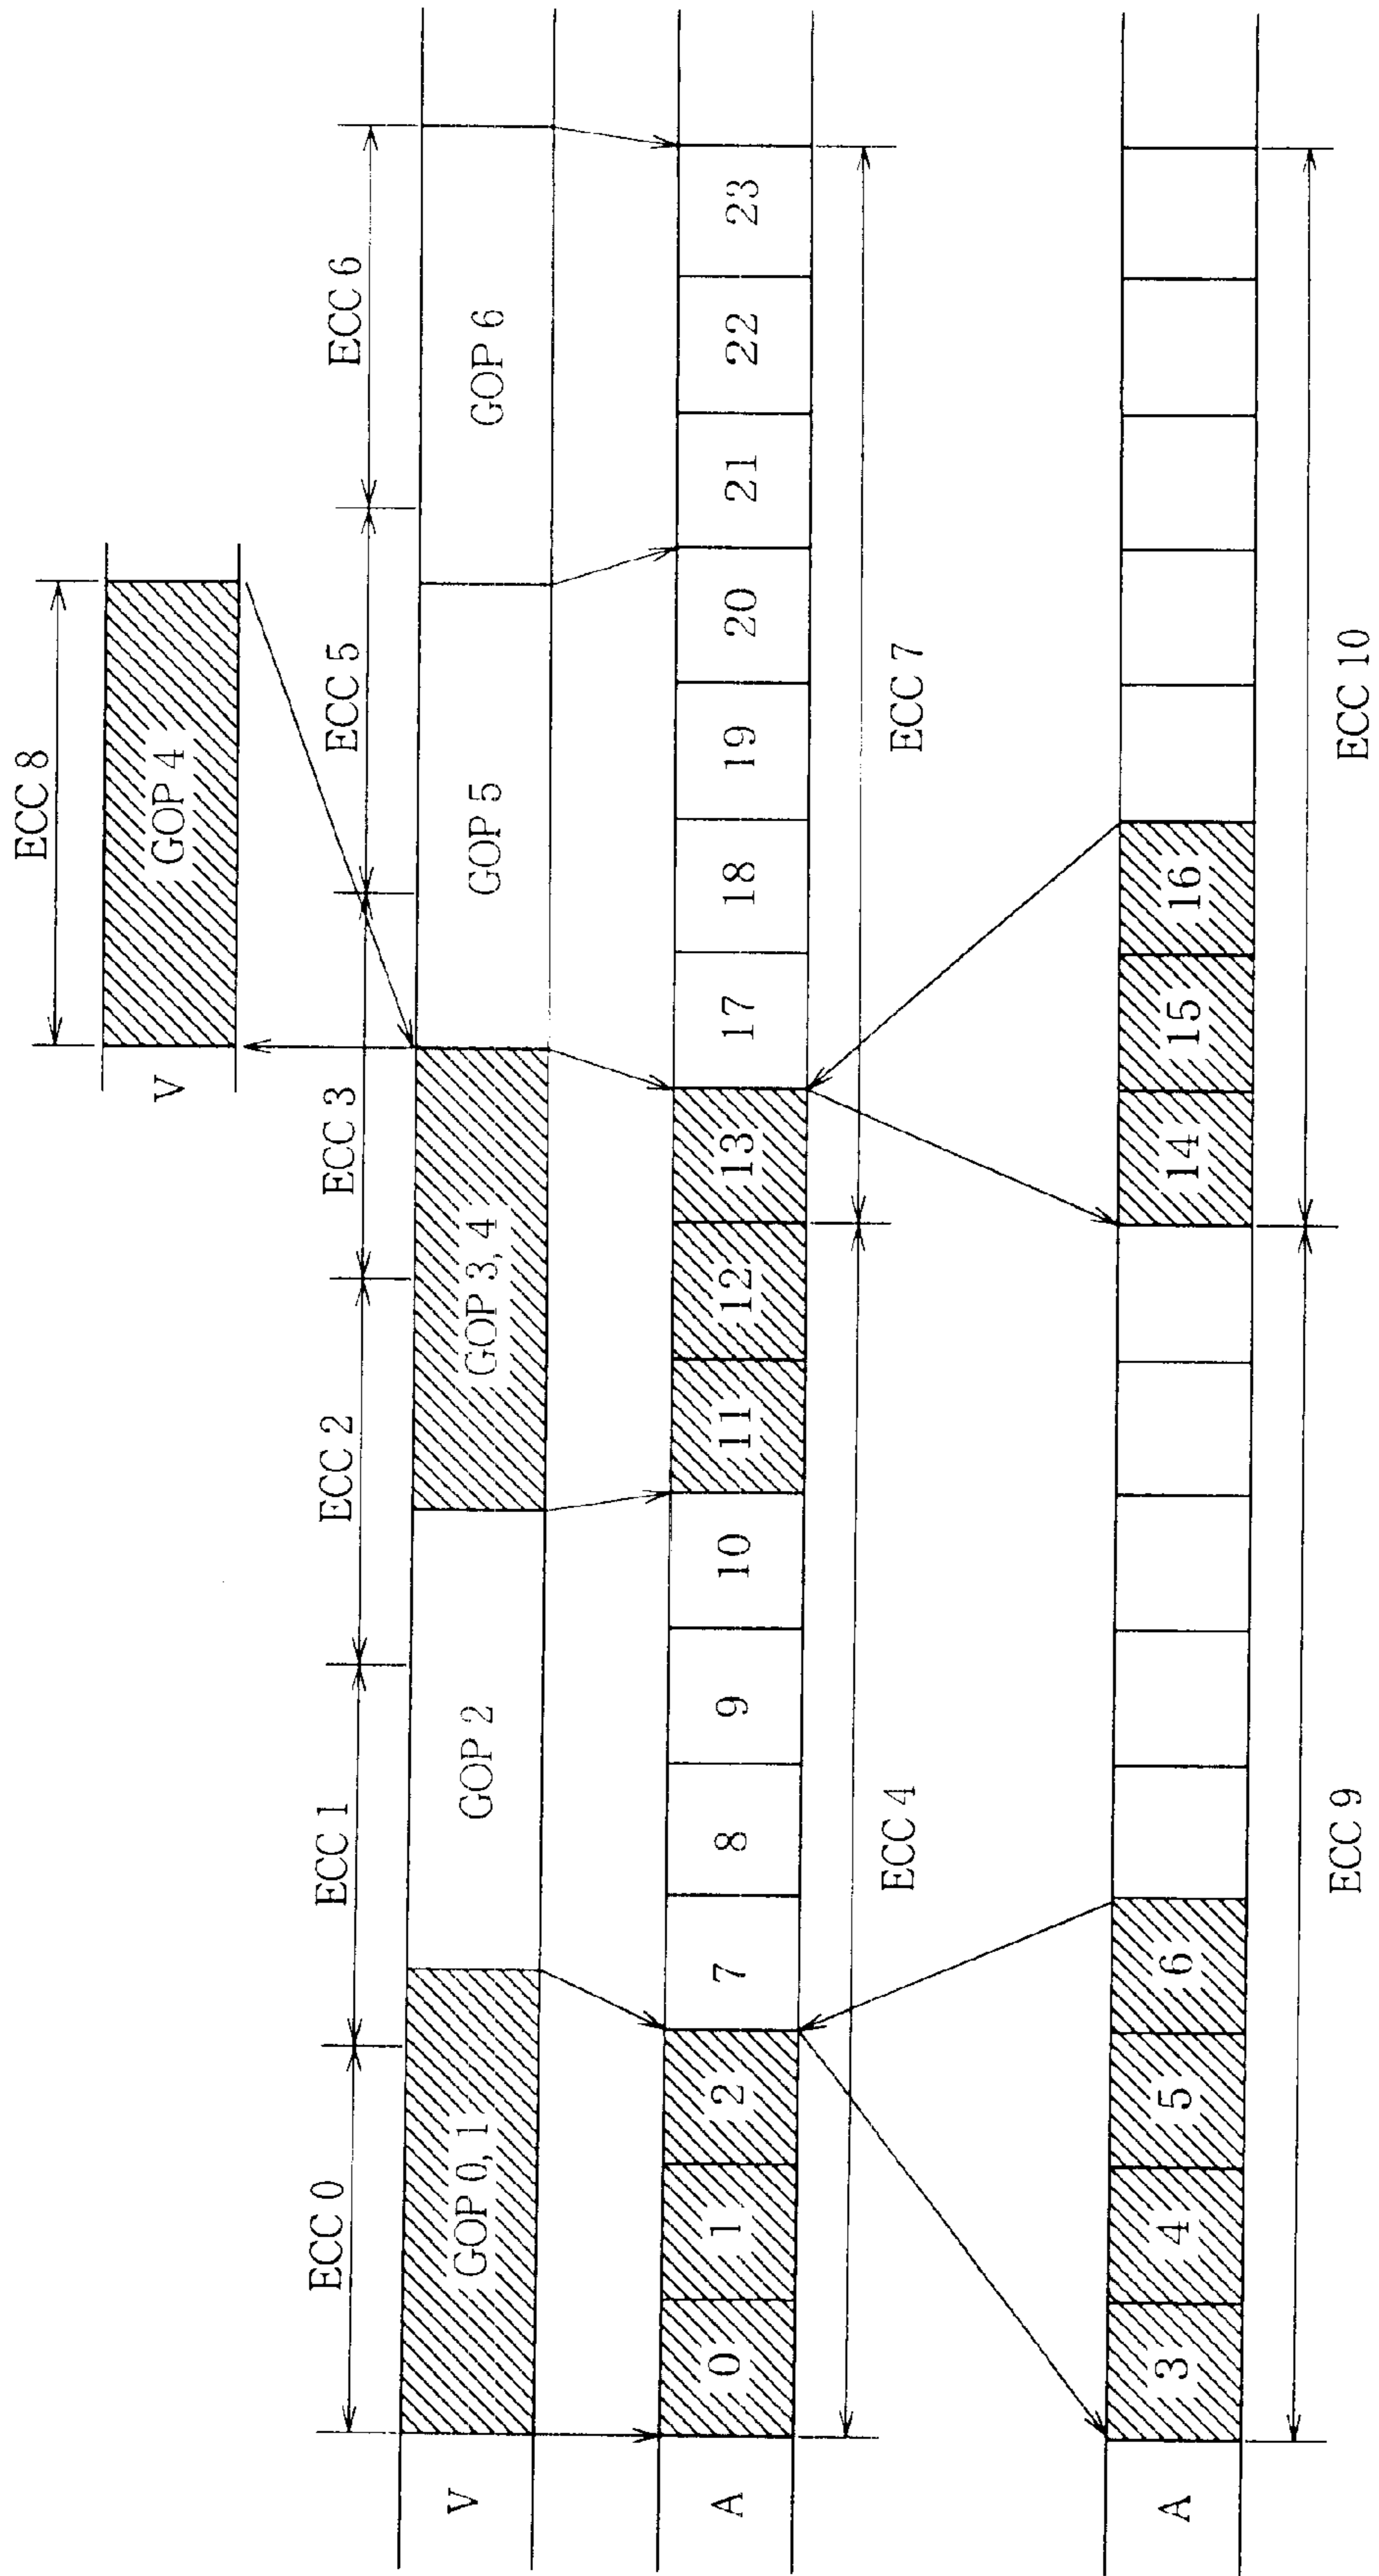 ECC 8
V
GOP 4
ECC 0
ECC 1
ECC 2
ECC 3
ECC 5
ECC 6
V
GOP 0, 1
GOP 2
GOP 3, 4
GOP 5
GOP 6
A
0
1
2
7
8
9
10
11
12
13
17
18
19
20
21
22
23
ECC 4
ECC 7
A
3
4
5
6
14
15
16
ECC 9
ECC 10